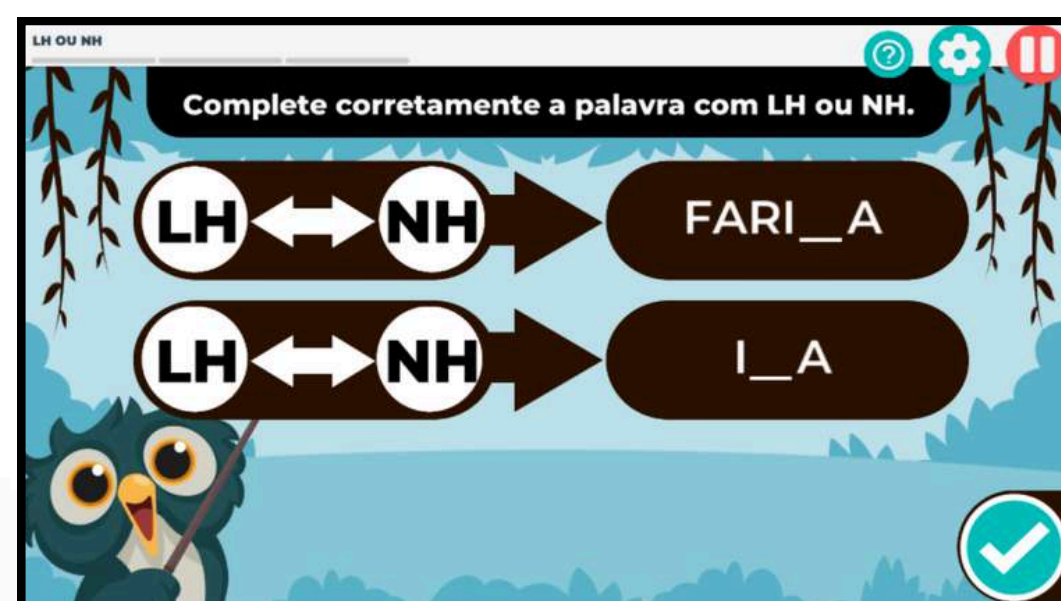 LH OU NH
Complete corretamente a palavra com LH ou NH.
LH NH FARI__A
LH NH I__A